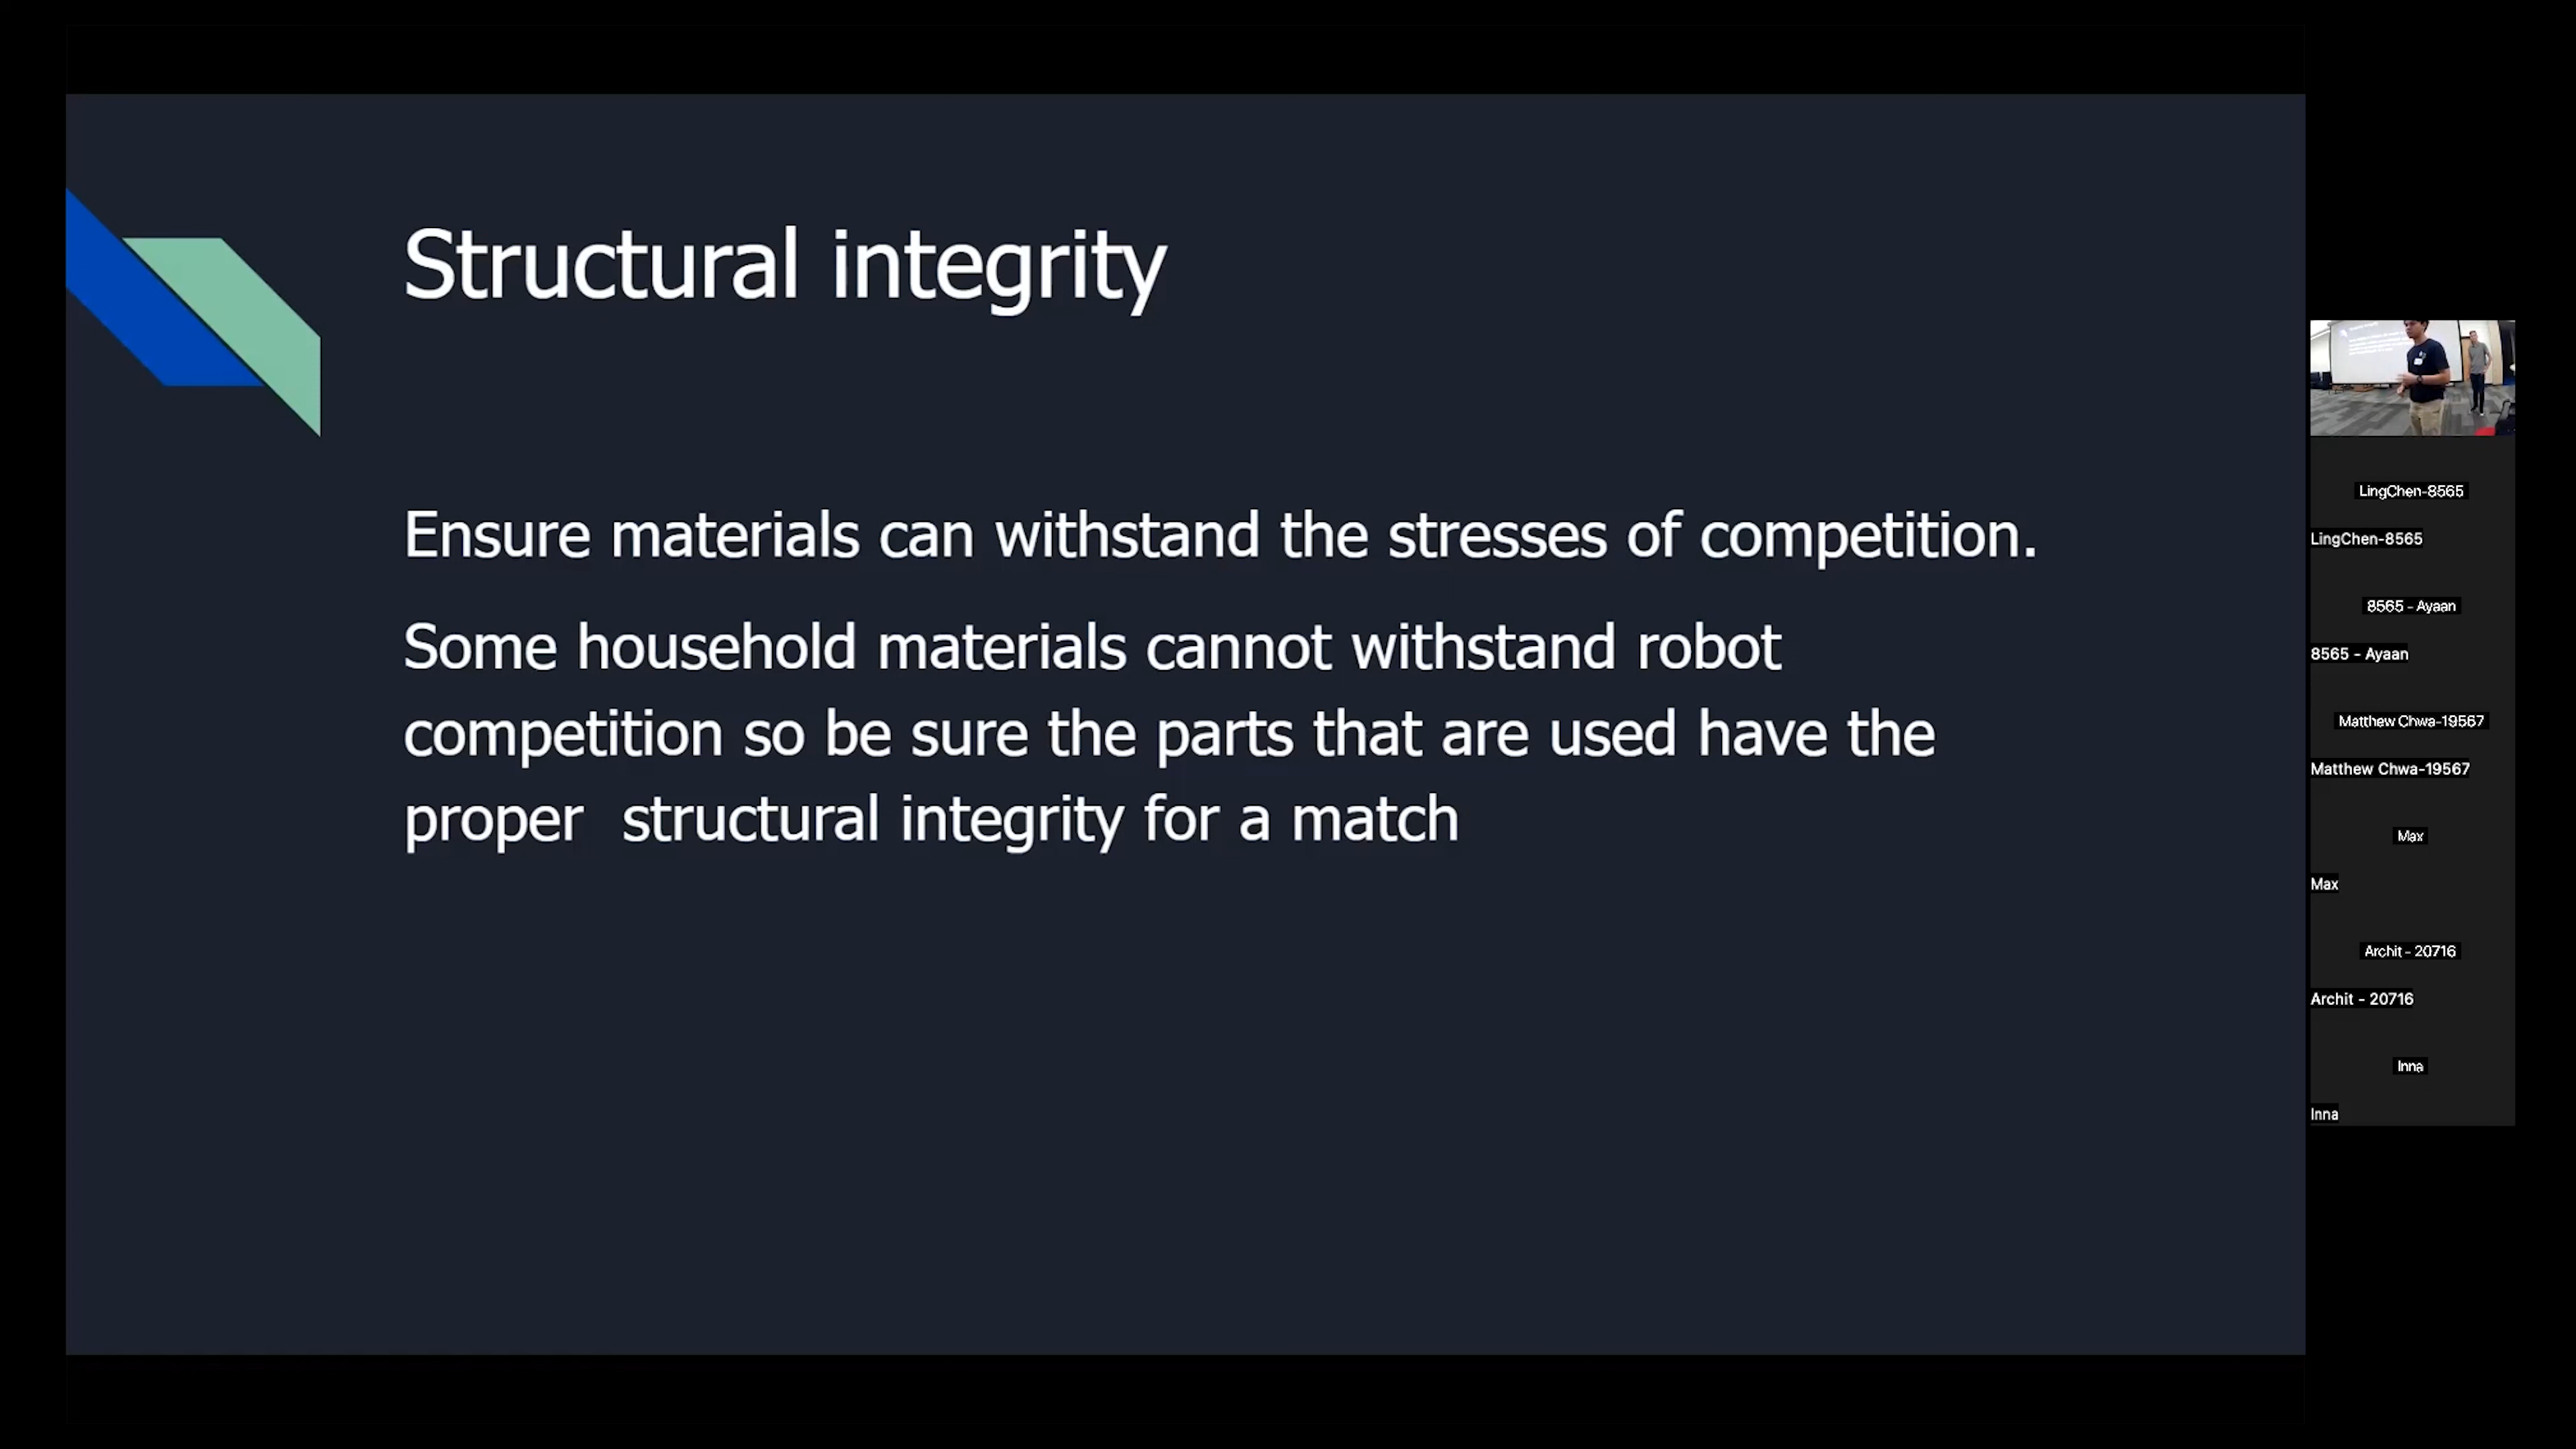 Structural integrity
Ensure materials can withstand the stresses of competition.
Some household materials cannot withstand robot
competition so be sure the parts that are used have the
proper  structural integrity for a match
LingChen-8565
LingChen-8565
8565 - Ayaan
8565 - Ayaan
Matthew Chwa-19567
Matthew Chwa-19567
Max
Max
Archit - 20716
Archit - 20716
Inna
Inna